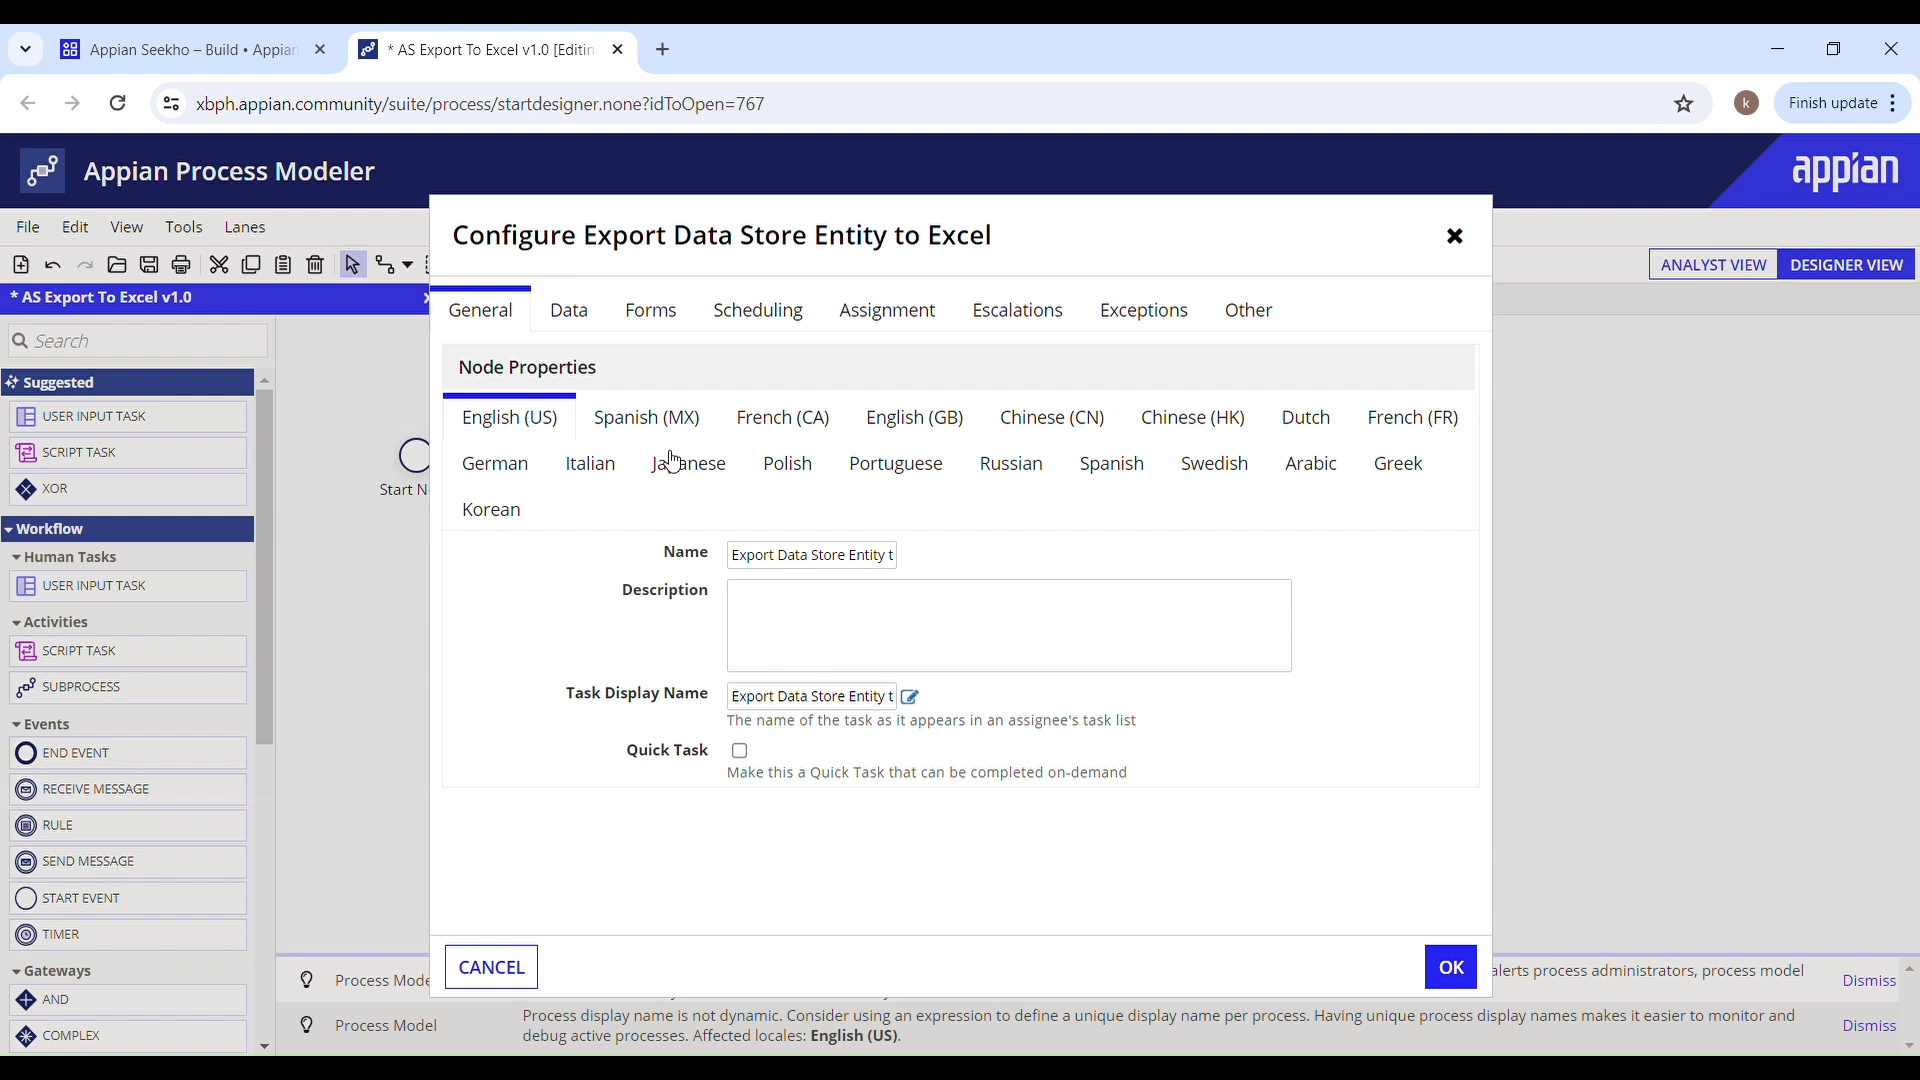 Appian Seekho – Build • Appian
* AS Export To Excel v1.0 [Editin
xbph.appian.community/suite/process/startdesigner.none?idToOpen=767
k
Finish update
Appian Process Modeler
appian
File Edit View Tools Lanes
ANALYST VIEW DESIGNER VIEW
* AS Export To Excel v1.0
Search
Suggested
USER INPUT TASK
SCRIPT TASK
XOR
Workflow
Human Tasks
USER INPUT TASK
Activities
SCRIPT TASK
SUBPROCESS
Events
END EVENT
RECEIVE MESSAGE
RULE
SEND MESSAGE
START EVENT
TIMER
Gateways
AND
COMPLEX
Start N
Configure Export Data Store Entity to Excel
General Data Forms Scheduling Assignment Escalations Exceptions Other
Node Properties
English (US) Spanish (MX) French (CA) English (GB) Chinese (CN) Chinese (HK) Dutch French (FR)
German Italian Japanese Polish Portuguese Russian Spanish Swedish Arabic Greek
Korean
Name Export Data Store Entity t
Description
Task Display Name Export Data Store Entity t
The name of the task as it appears in an assignee's task list
Quick Task
Make this a Quick Task that can be completed on-demand
CANCEL OK
Process Mode alerts process administrators, process model Dismiss
Process Model Process display name is not dynamic. Consider using an expression to define a unique display name per process. Having unique process display names makes it easier to monitor and Dismiss
debug active processes. Affected locales: English (US).